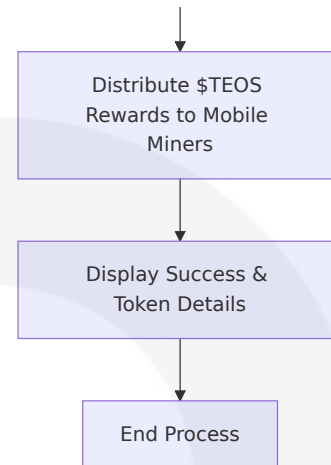 Distribute $TEOS
Rewards to Mobile
Miners
Display Success &
Token Details
End Process